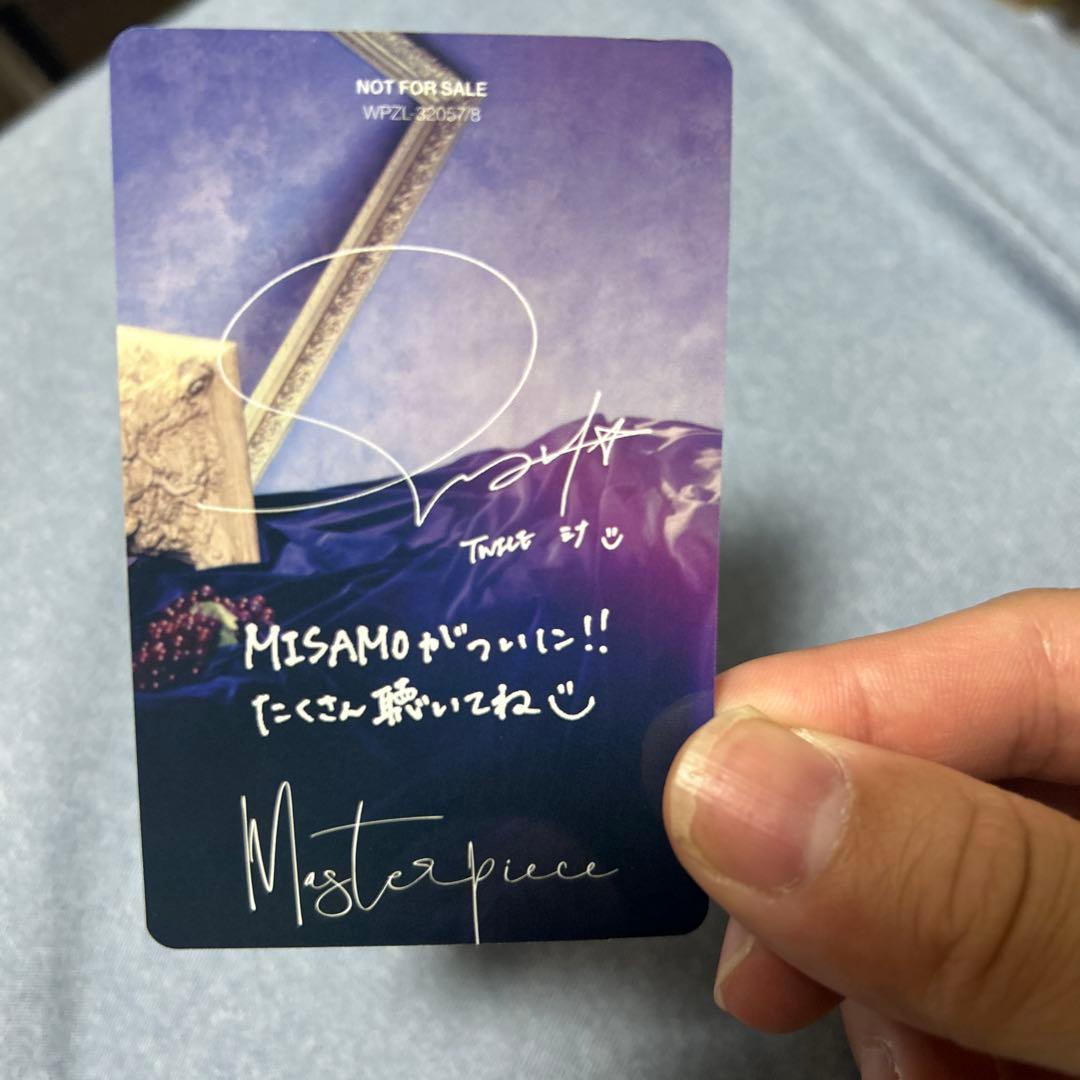 NOT FOR SALE
WPZL-32057/8
TWICE ミナ
MISAMOがついに!!
たくさん聴いてね
Masterpiece